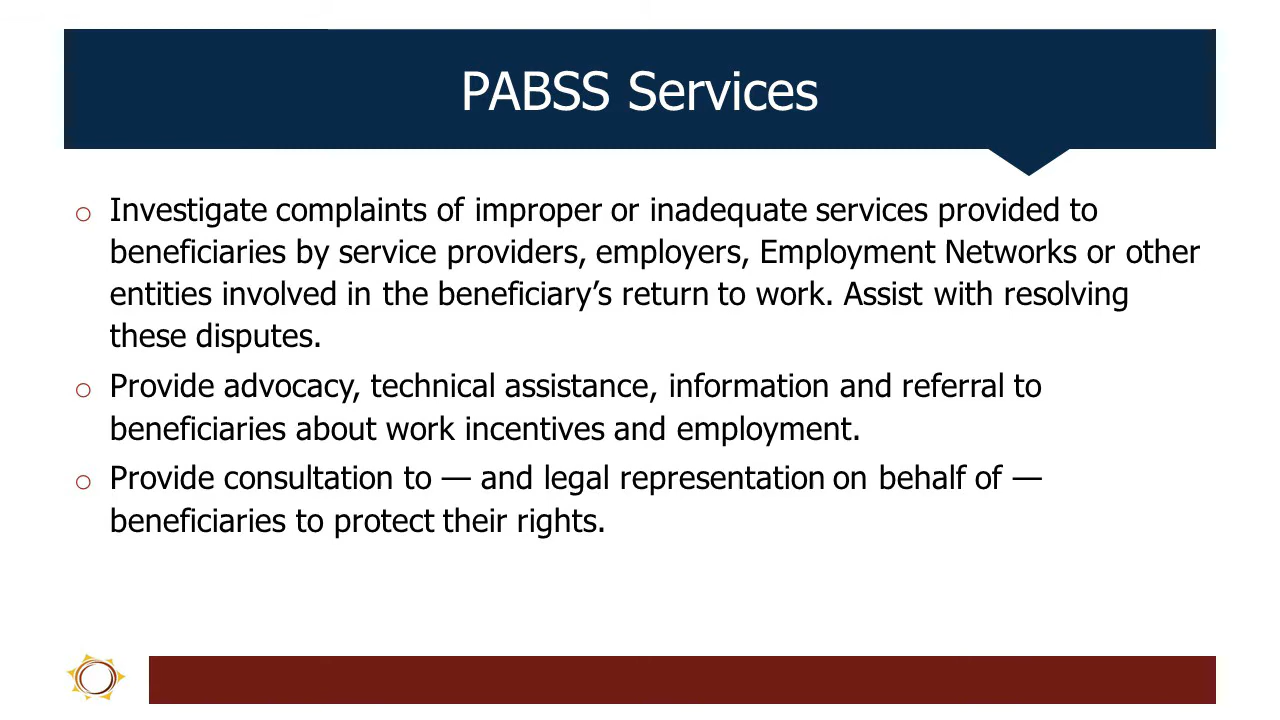 PABSS Services
○ Investigate complaints of improper or inadequate services provided to
beneficiaries by service providers, employers, Employment Networks or other
entities involved in the beneficiary’s return to work. Assist with resolving
these disputes.
○ Provide advocacy, technical assistance, information and referral to
beneficiaries about work incentives and employment.
○ Provide consultation to — and legal representation on behalf of —
beneficiaries to protect their rights.